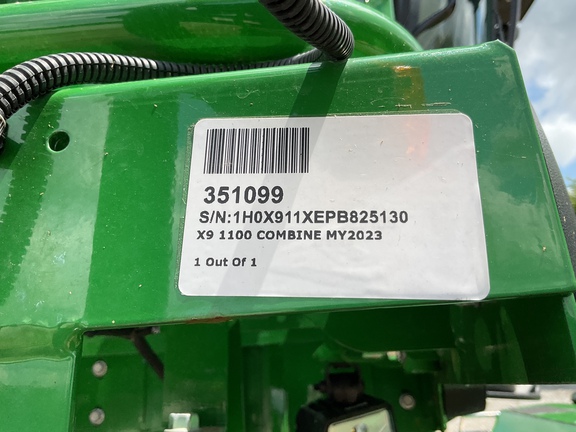 351099
S/N:1H0X911XEPB825130
X9 1100 COMBINE MY2023
1 Out Of 1